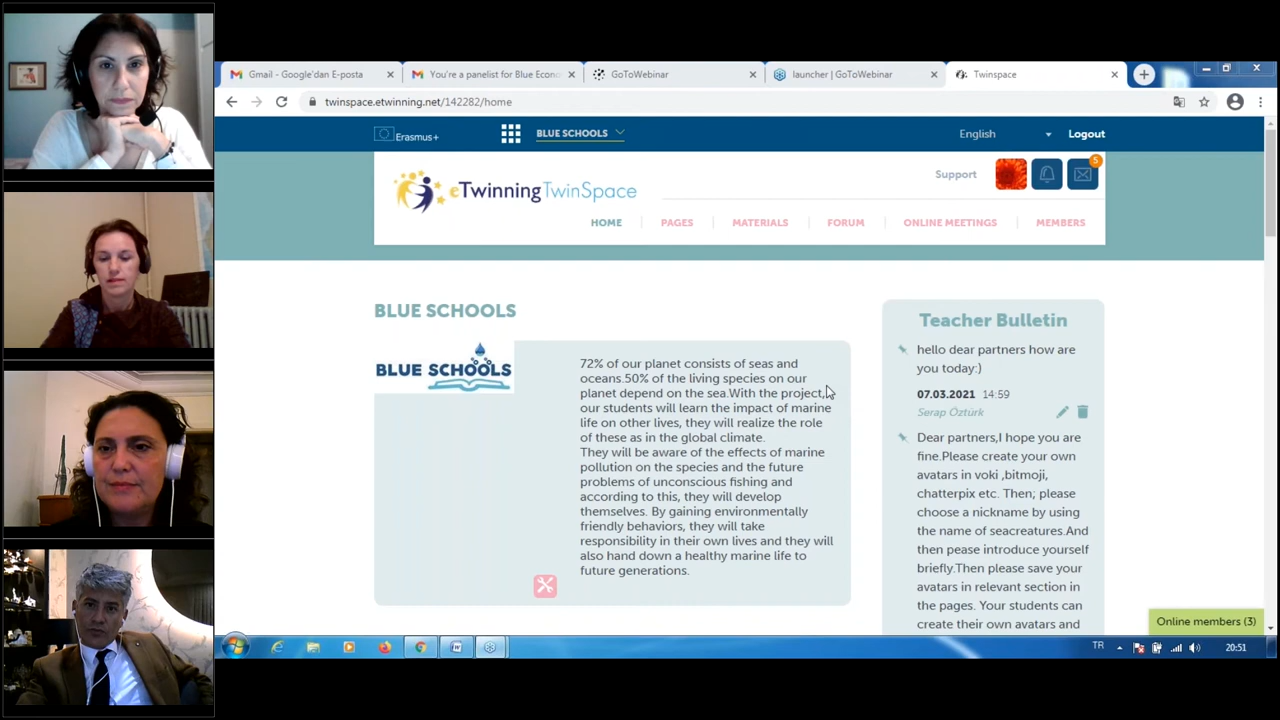 Gmail - Google'dan E-posta
You're a panelist for Blue Econo
GoToWebinar
launcher | GoToWebinar
Twinspace
twinspace.etwinning.net/142282/home
Erasmus+
BLUE SCHOOLS
English
Logout
eTwinning TwinSpace
Support
5
HOME
PAGES
MATERIALS
FORUM
ONLINE MEETINGS
MEMBERS
BLUE SCHOOLS
BLUE SCHOOLS
72% of our planet consists of seas and
oceans.50% of the living species on our
planet depend on the sea.With the project,
our students will learn the impact of marine
life on other lives, they will realize the role
of these as in the global climate.
They will be aware of the effects of marine
pollution on the species and the future
problems of unconscious fishing and
according to this, they will develop
themselves. By gaining environmentally
friendly behaviors, they will take
responsibility in their own lives and they will
also hand down a healthy marine life to
future generations.
Teacher Bulletin
hello dear partners how are
you today:)
07.03.2021 14:59
Serap Öztürk
Dear partners,I hope you are
fine.Please create your own
avatars in voki ,bitmoji,
chatterpix etc. Then; please
choose a nickname by using
the name of seacreatures.And
then pease introduce yourself
briefly.Then please save your
avatars in relevant section in
the pages. Your students can
create their own avatars and
Online members (3)
TR
20:51